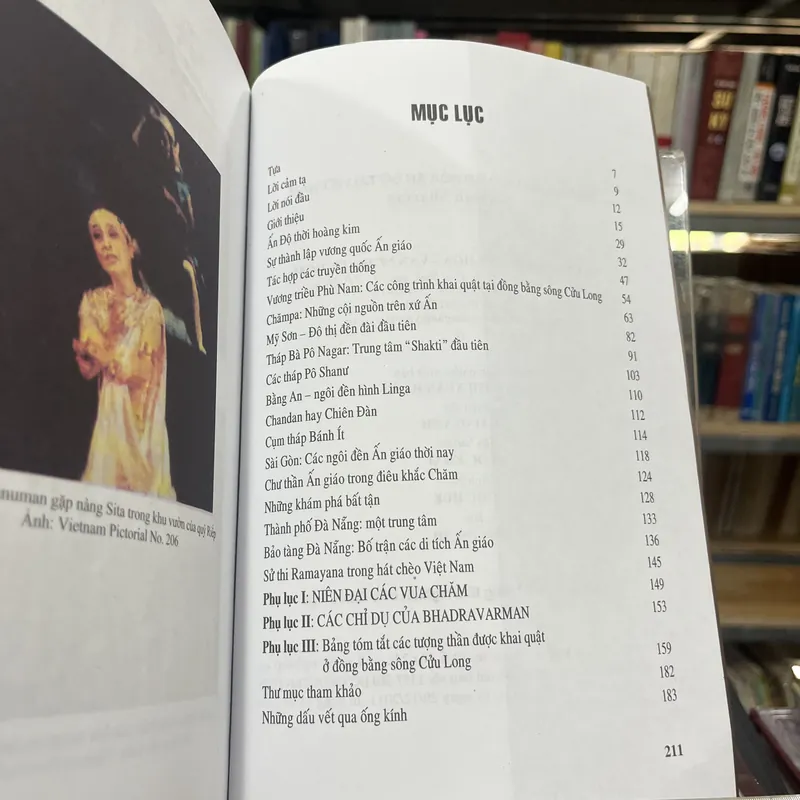 MỤC LỤC
Tựa 7
Lời cảm tạ 9
Lời nói đầu 12
Giới thiệu 15
Ấn Độ thời hoàng kim 29
Sự thành lập vương quốc Ấn giáo 32
Tác hợp các truyền thống 47
Vương triều Phù Nam: Các công trình khai quật tại đồng bằng sông Cửu Long 54
Chămpa: Những cội nguồn trên xứ Ấn 63
Mỹ Sơn – Đô thị đền đài đầu tiên 82
Tháp Bà Pô Nagar: Trung tâm “Shakti” đầu tiên 91
Các tháp Pô Shanư 103
Bằng An – ngôi đền hình Linga 110
Chandan hay Chiên Đàn 112
Cụm tháp Bánh Ít 114
Sài Gòn: Các ngôi đền Ấn giáo thời nay 118
Chư thần Ấn giáo trong điêu khắc Chăm 124
Những khám phá bất tận 128
Thành phố Đà Nẵng: một trung tâm 133
Bảo tàng Đà Nẵng: Bố trận các di tích Ấn giáo 136
Sử thi Ramayana trong hát chèo Việt Nam 145
Phụ lục I: NIÊN ĐẠI CÁC VUA CHĂM 149
Phụ lục II: CÁC CHỈ DỤ CỦA BHADRAVARMAN 153
Phụ lục III: Bảng tóm tắt các tượng thần được khai quật
ở đồng bằng sông Cửu Long 159
Thư mục tham khảo 182
Những dấu vết qua ống kính 183
211
numan gặp nàng Sita trong khu vườn của quỷ
Ảnh: Vietnam Pictorial No. 206
SỬ
KÝ